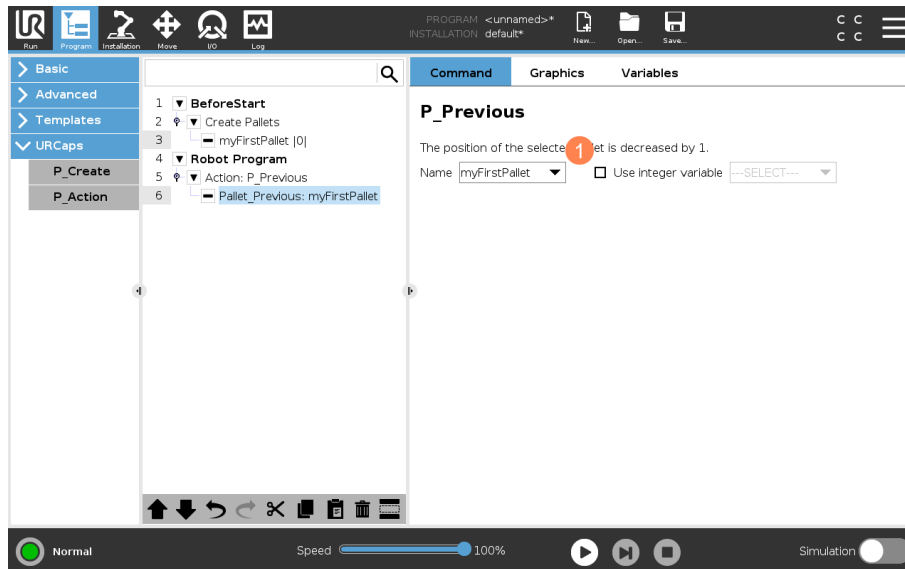 UR
Run
Program
Installation
Move
I/O
Log
PROGRAM <unnamed>*
INSTALLATION default*
New...
Open...
Save...
C C
C C
Basic
Advanced
Templates
URCaps
P_Create
P_Action
1 BeforeStart
2 Create Pallets
3 myFirstPallet |0|
4 Robot Program
5 Action: P_Previous
6 Pallet_Previous: myFirstPallet
Command Graphics Variables
P_Previous
The position of the selecte 1 et is decreased by 1.
Name myFirstPallet Use integer variable ---SELECT---
Normal
Speed 100%
Simulation